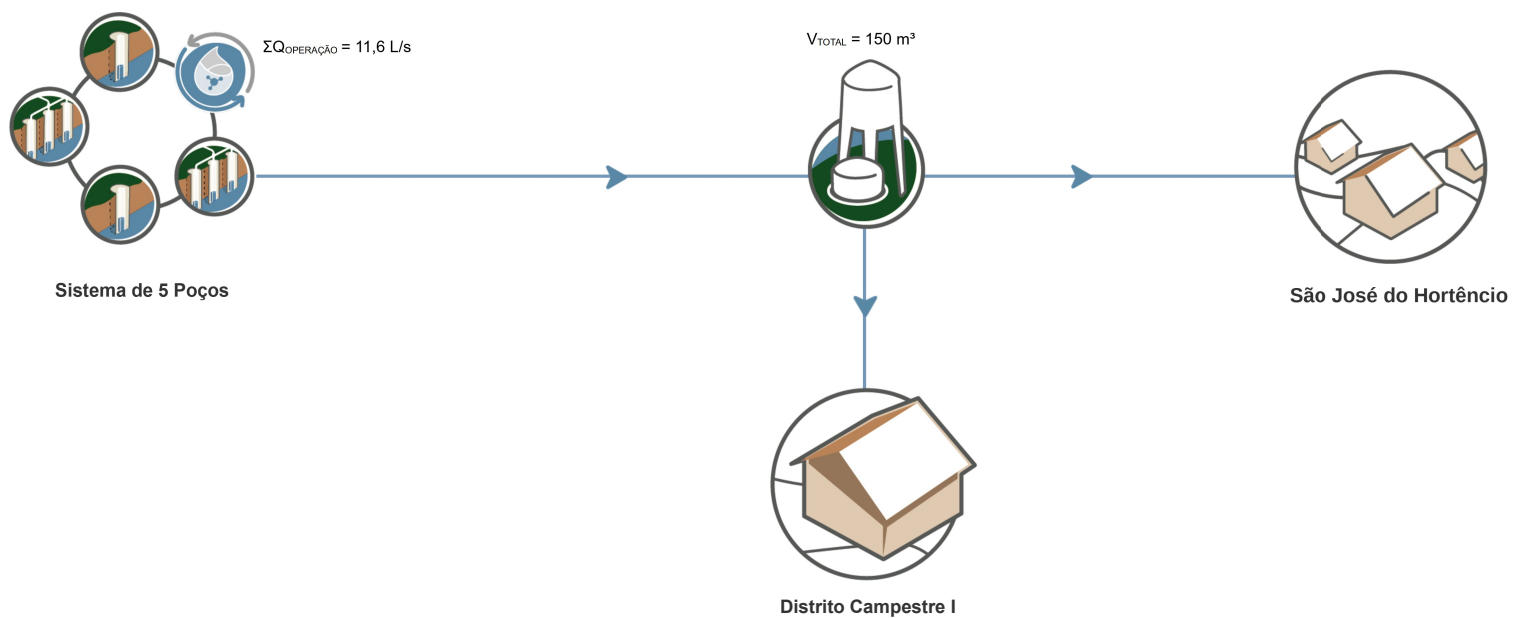 ΣQOPERAÇÃO = 11,6 L/s
VTOTAL = 150 m³
Sistema de 5 Poços
São José do Hortêncio
Distrito Campestre I